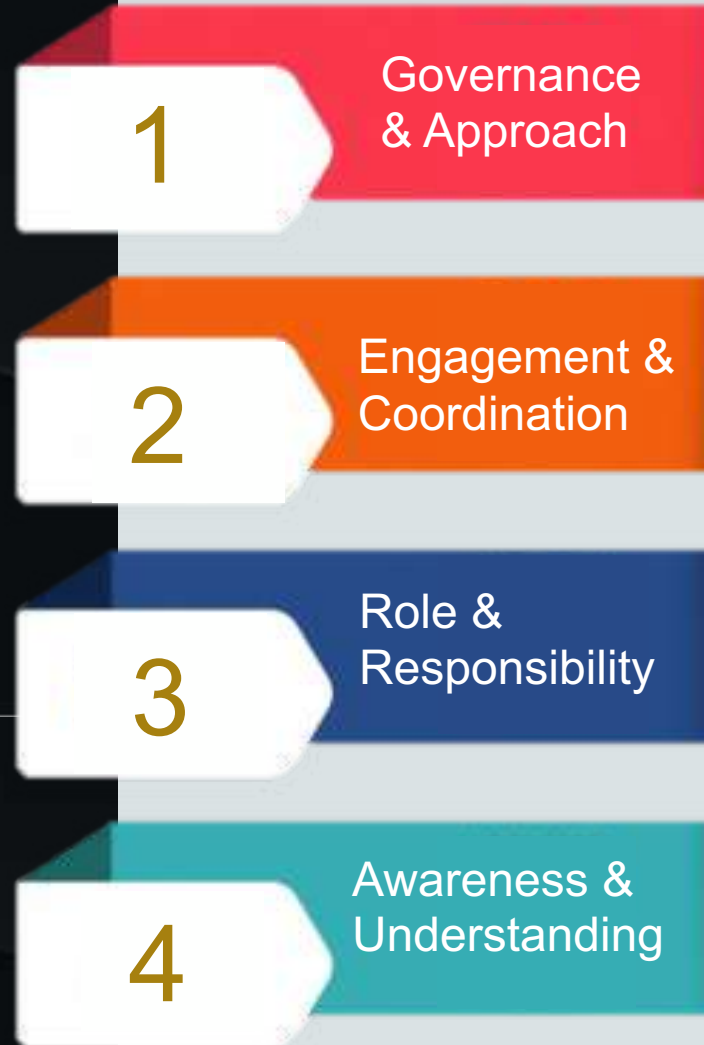 1
Governance
& Approach
2
Engagement &
Coordination
3
Role &
Responsibility
4
Awareness &
Understanding